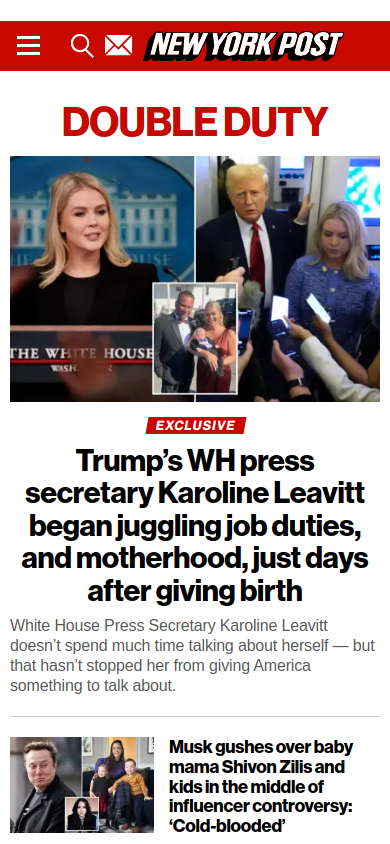 NEW YORK POST
DOUBLE DUTY
THE WHITE HOUSE
WASH
EXCLUSIVE
Trump’s WH press
secretary Karoline Leavitt
began juggling job duties,
and motherhood, just days
after giving birth
White House Press Secretary Karoline Leavitt
doesn’t spend much time talking about herself — but
that hasn’t stopped her from giving America
something to talk about.
Musk gushes over baby
mama Shivon Zilis and
kids in the middle of
influencer controversy:
‘Cold-blooded’